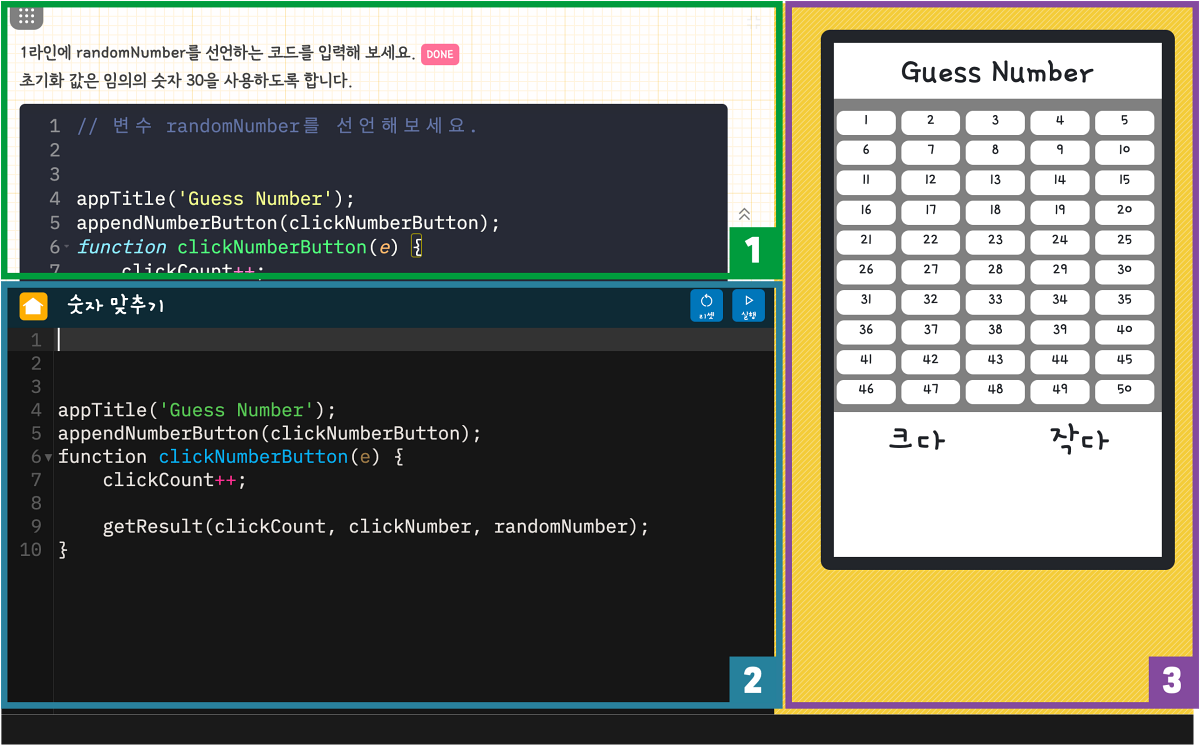 1라인에 randomNumber를 선언하는 코드를 입력해 보세요. DONE
초기화 값은 임의의 숫자 30을 사용하도록 합니다.
1 // 변수 randomNumber를 선언해보세요.
2
3
4 appTitle('Guess Number');
5 appendNumberButton(clickNumberButton);
6 function clickNumberButton(e) {
7 clickCount++;
1
숫자 맞추기
리셋 실행
1
2
3
4 appTitle('Guess Number');
5 appendNumberButton(clickNumberButton);
6 function clickNumberButton(e) {
7 clickCount++;
8
9 getResult(clickCount, clickNumber, randomNumber);
10 }
2
Guess Number
1 2 3 4 5
6 7 8 9 10
11 12 13 14 15
16 17 18 19 20
21 22 23 24 25
26 27 28 29 30
31 32 33 34 35
36 37 38 39 40
41 42 43 44 45
46 47 48 49 50
크다 작다
3